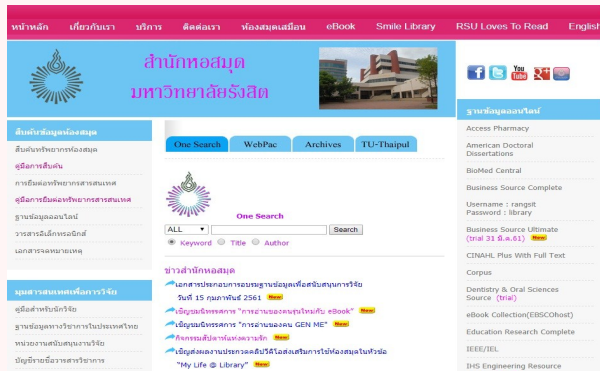 หน้าหลัก เกี่ยวกับเรา บริการ ติดต่อเรา ห้องสมุดเสมือน eBook Smile Library RSU Loves To Read English
สำนักหอสมุด
มหาวิทยาลัยรังสิต
You
Tube
สืบค้นข้อมูลห้องสมุด
สืบค้นทรัพยากรห้องสมุด
คู่มือการสืบค้น
การยืมต่อทรัพยากรสารสนเทศ
คู่มือการยืมต่อทรัพยากรสารสนเทศ
ฐานข้อมูลออนไลน์
วารสารอิเล็กทรอนิกส์
เอกสารจดหมายเหตุ
มุมสารสนเทศเพื่อการวิจัย
คู่มือสำหรับนักวิจัย
ฐานข้อมูลทางวิชาการในประเทศไทย
หน่วยงานสนับสนุนงานวิจัย
บัญชีรายชื่อวารสารวิชาการ
One Search WebPac Archives TU-Thaipul
One Search
ALL Search
Keyword Title Author
ข่าวสำนักหอสมุด
เอกสารประกอบการอบรมฐานข้อมูลเพื่อสนับสนุนการวิจัย
วันที่ 15 กุมภาพันธ์ 2561 New
เชิญชมนิทรรศการ "การอ่านของคนรุ่นใหม่กับ eBook" New
เชิญชมนิทรรศการ "การอ่านของคน GEN ME" New
กิจกรรมสัปดาห์แห่งความรัก New
เชิญส่งผลงานประกวดคลิปวิดีโอส่งเสริมการใช้ห้องสมุดในหัวข้อ
"My Life @ Library" New
ฐานข้อมูลออนไลน์
Access Pharmacy
American Doctoral
Dissertations
BioMed Central
Business Source Complete
Username : rangsit
Password : library
Business Source Ultimate
(trial 31 มี.ค.61) New
CINAHL Plus With Full Text
Corpus
Dentistry & Oral Sciences
Source (trial)
eBook Collection(EBSCOhost)
Education Research Complete
IEEE/IEL
IHS Engineering Resource